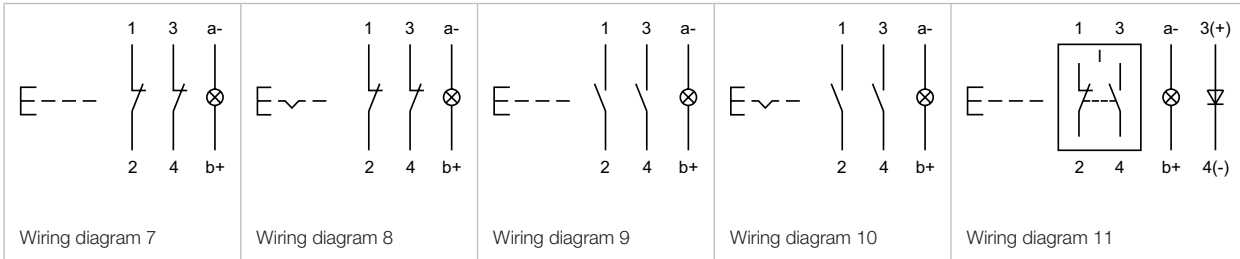 1 3 a-
2 4 b+
Wiring diagram 7
1 3 a-
2 4 b+
Wiring diagram 8
1 3 a-
2 4 b+
Wiring diagram 9
1 3 a-
2 4 b+
Wiring diagram 10
1 3 a- 3(+)
I
2 4 b+ 4(-)
Wiring diagram 11